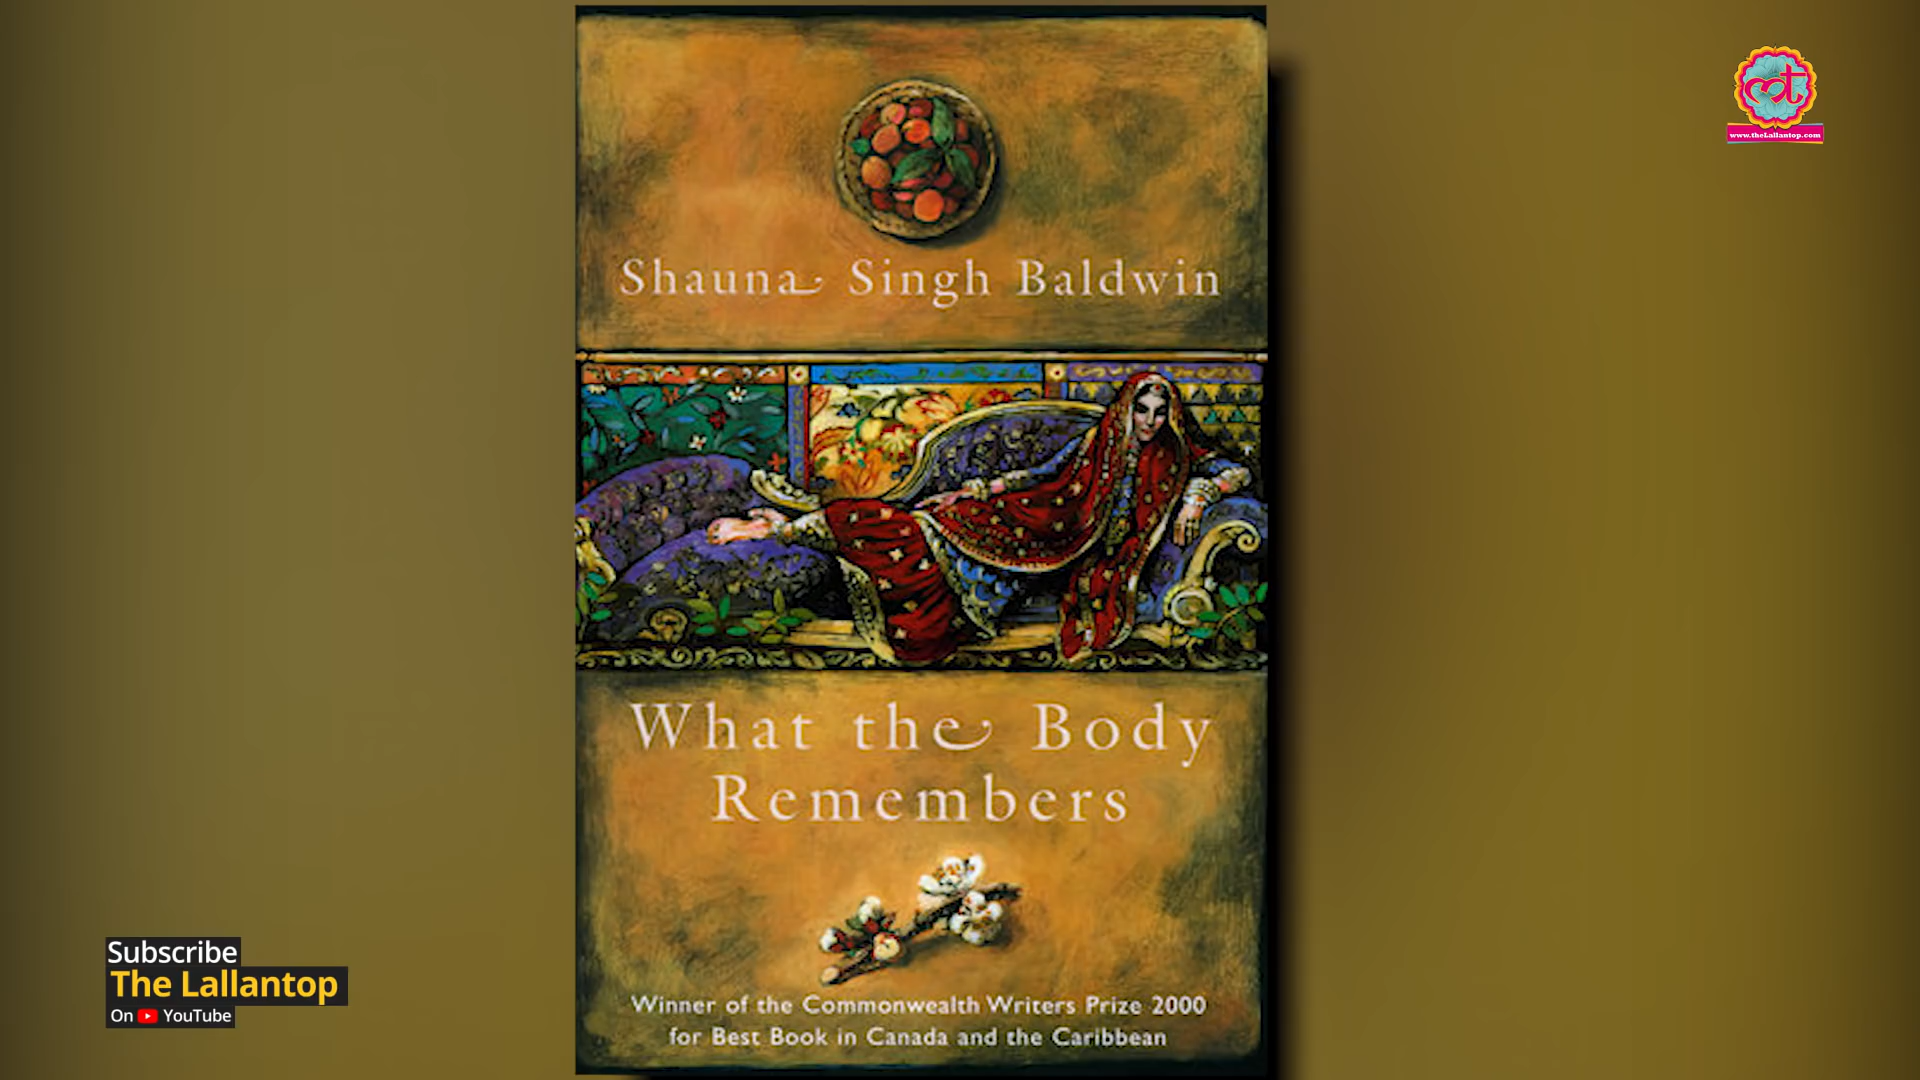 Shauna Singh Baldwin
What the Body
Remembers
Winner of the Commonwealth Writers Prize 2000
for Best Book in Canada and the Caribbean
लт
www.theLallantop.com
Subscribe
The Lallantop
On YouTube